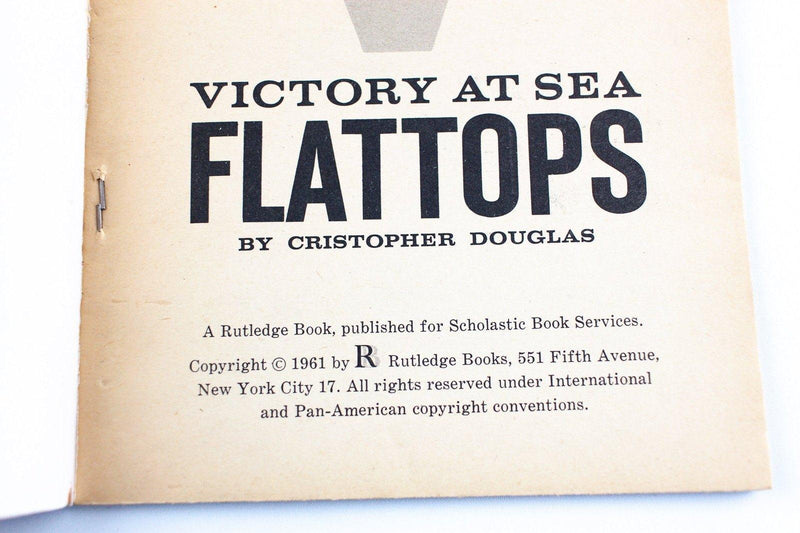 VICTORY AT SEA
FLATTOPS
BY CRISTOPHER DOUGLAS
A Rutledge Book, published for Scholastic Book Services.
Copyright © 1961 by R Rutledge Books, 551 Fifth Avenue,
New York City 17. All rights reserved under International
and Pan-American copyright conventions.